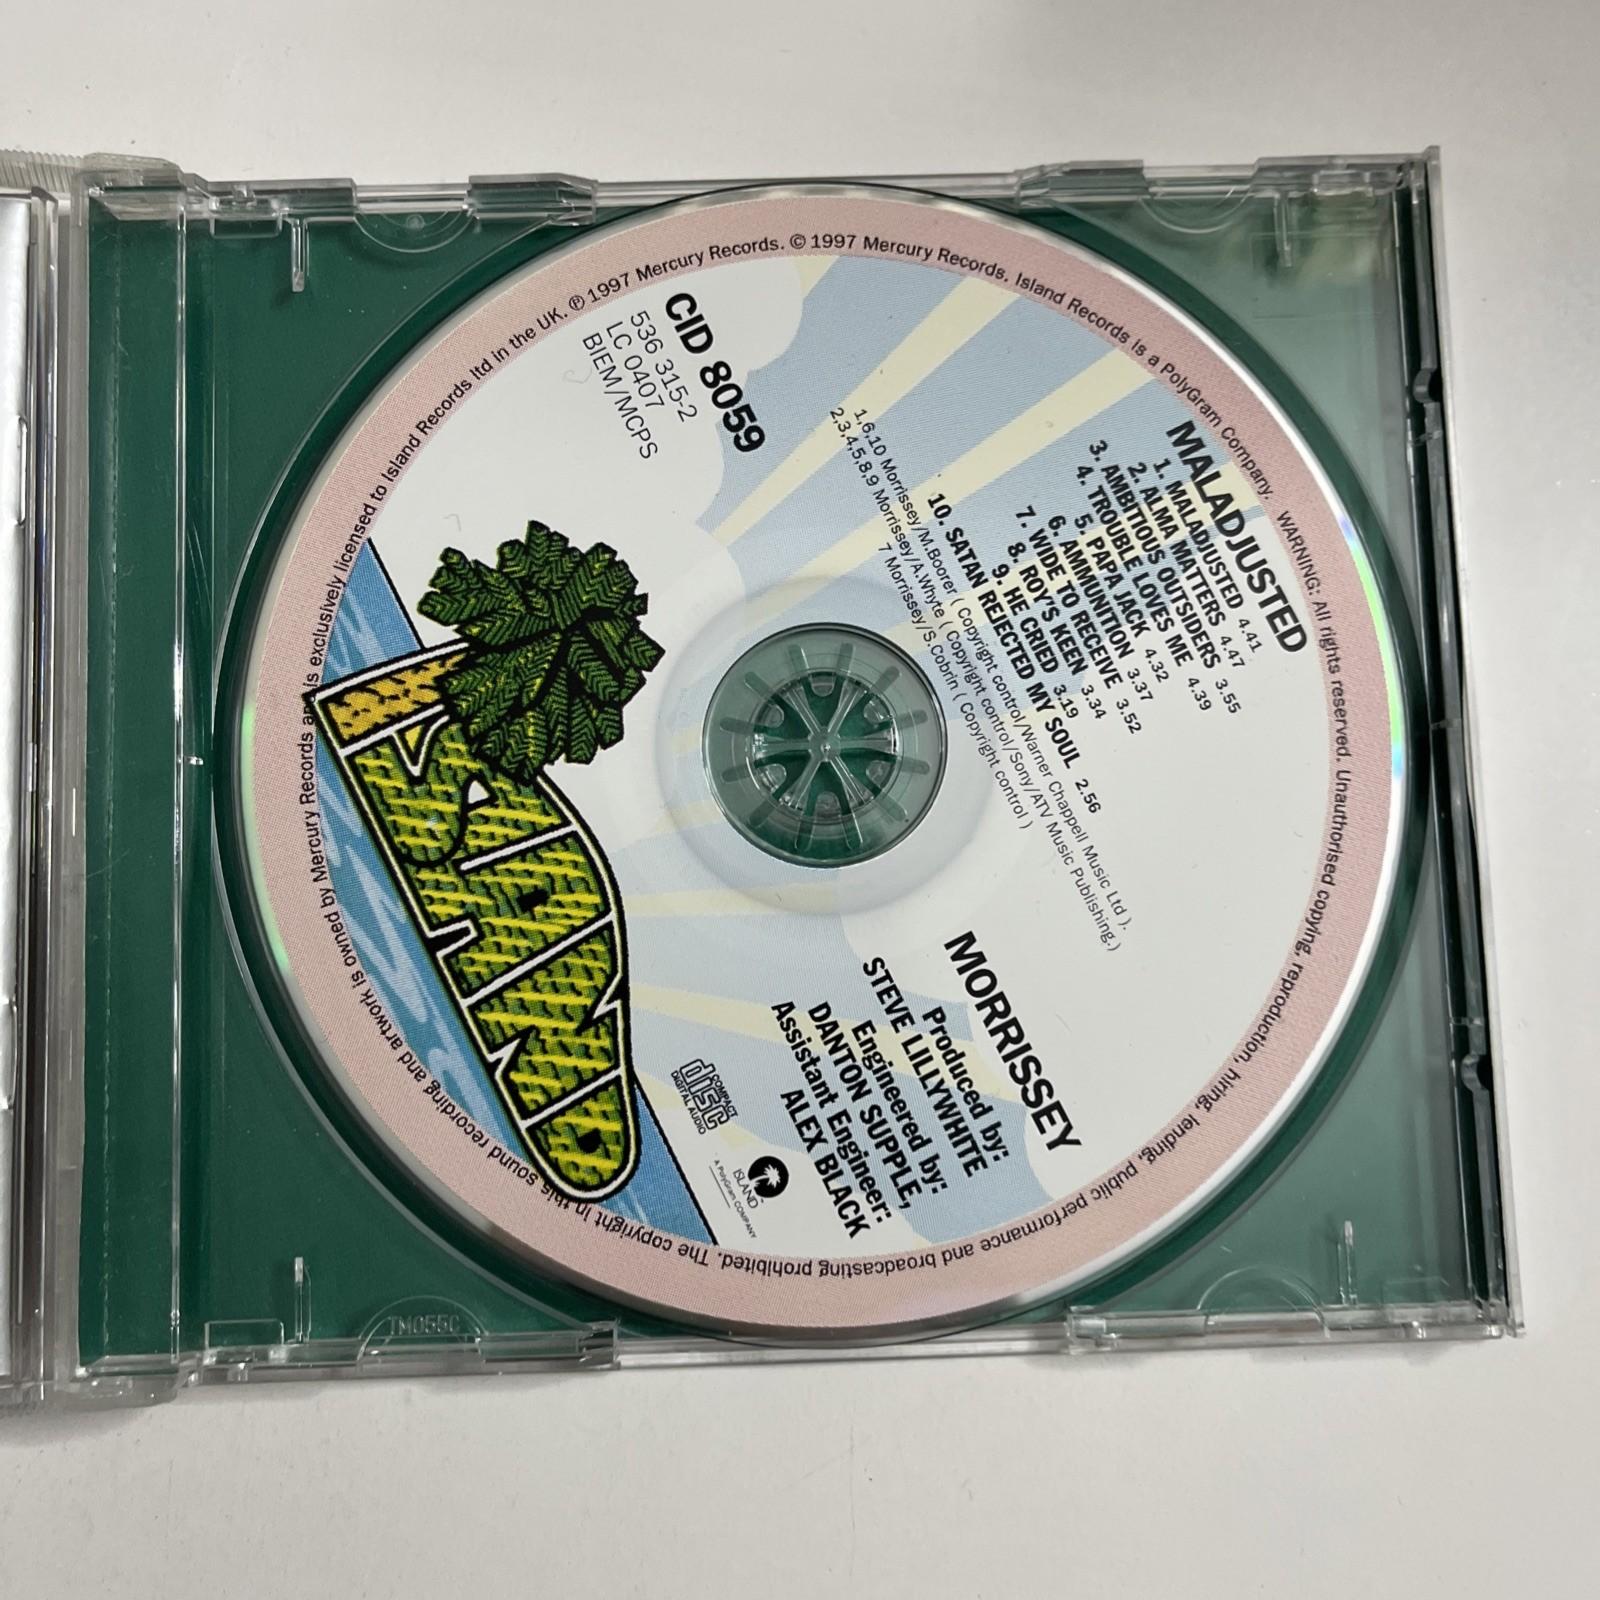 MALADJUSTED
1. MALADJUSTED 4.41
2. ALMA MATTERS 4.47
3. AMBITIOUS OUTSIDERS 3.55
4. TROUBLE LOVES ME 4.39
5. PAPA JACK 4.32
6. AMMUNITION 3.37
7. WIDE TO RECEIVE 3.52
8. ROY'S KEEN 3.34
9. HE CRIED 3.19
10. SATAN REJECTED MY SOUL 2.56
1,6,10 Morrissey/M.Boorer ( Copyright control/Warner Chappell Music Ltd ).
2,3,4,5,8,9 Morrissey/A.Whyte ( Copyright control/Sony/ATV Music Publishing.)
7 Morrissey/S.Cobrin ( Copyright control )
CID 8059
536 315-2
LC 0407
BIEM/MCPS
MORRISSEY
Produced by:
STEVE LILLYWHITE
Engineered by:
DANTON SUPPLE,
Assistant Engineer:
ALEX BLACK
ISLAND
COMPACT
disc
DIGITAL AUDIO
ISLAND
A PolyGram COMPANY
WARNING: All rights reserved. Unauthorised copying, reproduction, hiring, lending, public performance and broadcasting prohibited. The copyright in this sound recording and artwork is owned by Mercury Records and is exclusively licensed to Island Records ltd in the UK. ℗ 1997 Mercury Records. © 1997 Mercury Records. Island Records is a PolyGram Company.
TM055C